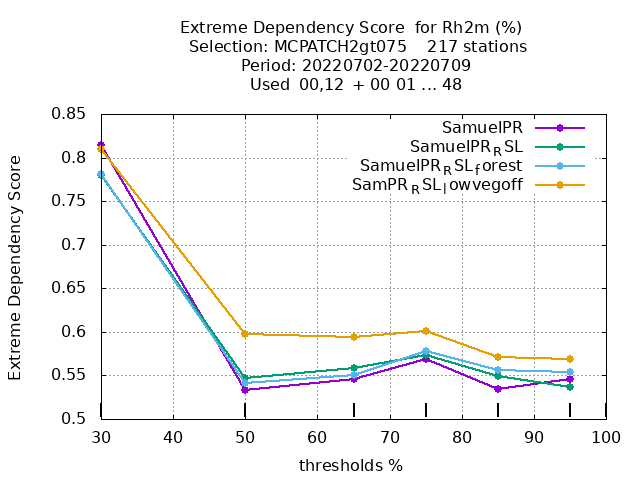 Extreme Dependency Score  for Rh2m (%)
Selection: MCPATCH2gt075    217 stations
Period: 20220702-20220709
Used  00,12  + 00 01 ... 48
0.85
0.8
0.75
0.7
0.65
0.6
0.55
0.5
Extreme Dependency Score
SamuelPR
SamuelPR_RSL
SamuelPR_RSL_forest
SamPR_RSL_lowvegoff
30 40 50 60 70 80 90 100
thresholds %